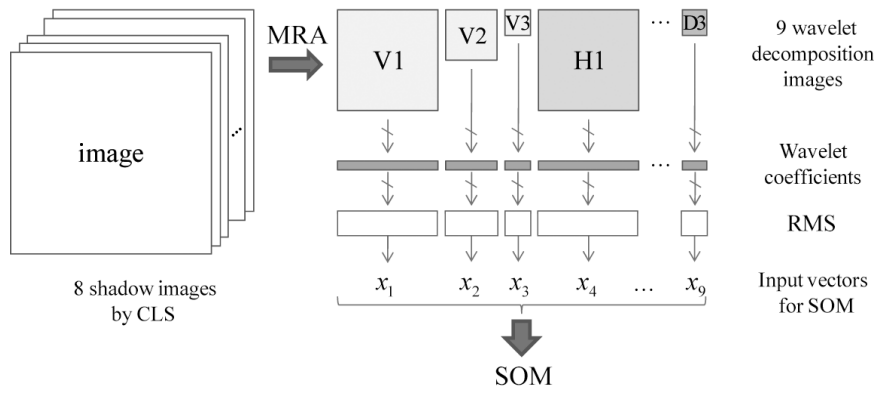 image
8 shadow images
by CLS
MRA
V1
V2
V3
H1
...
D3
9 wavelet
decomposition
images
...
Wavelet
coefficients
RMS
x1
x2
x3
x4
...
x9
Input vectors
for SOM
SOM